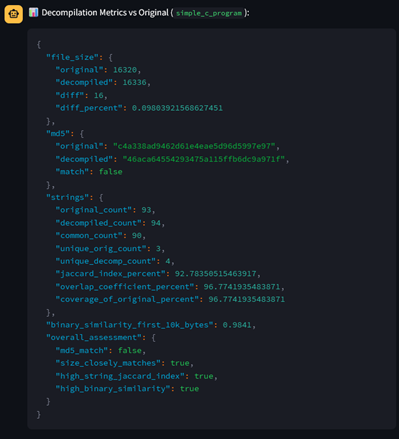 📊 Decompilation Metrics vs Original ( simple_c_program ):
{
  "file_size": {
    "original": 16320,
    "decompiled": 16336,
    "diff": 16,
    "diff_percent": 0.09803921568627451
  },
  "md5": {
    "original": "c4a338ad9462d61e4eae5d96d5997e97",
    "decompiled": "46aca64554293475a115ffb6dc9a971f",
    "match": false
  },
  "strings": {
    "original_count": 93,
    "decompiled_count": 94,
    "common_count": 90,
    "unique_orig_count": 3,
    "unique_decomp_count": 4,
    "jaccard_index_percent": 92.78350515463917,
    "overlap_coefficient_percent": 96.7741935483871,
    "coverage_of_original_percent": 96.7741935483871
  },
  "binary_similarity_first_10k_bytes": 0.9841,
  "overall_assessment": {
    "md5_match": false,
    "size_closely_matches": true,
    "high_string_jaccard_index": true,
    "high_binary_similarity": true
  }
}